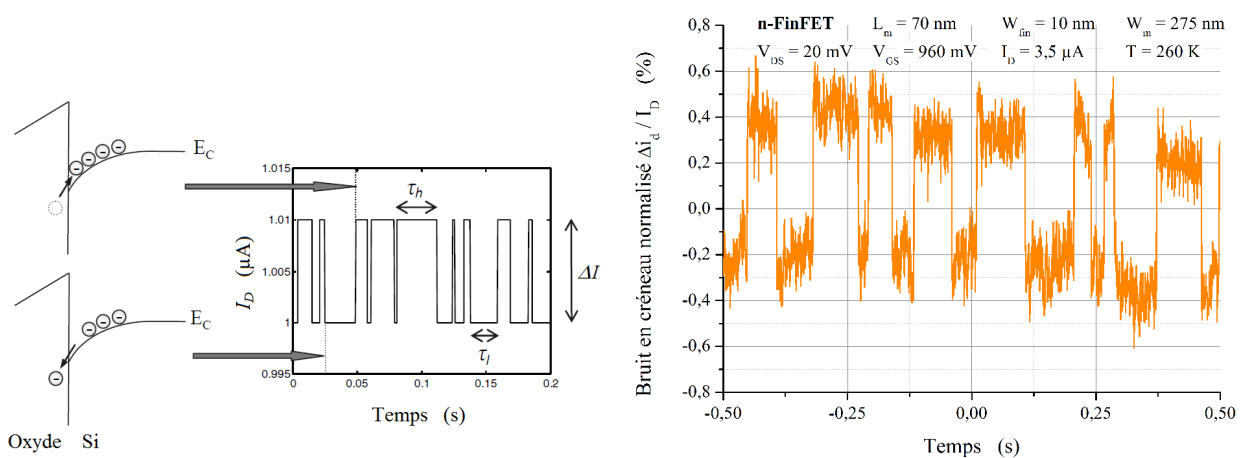 E_C
E_C
Oxyde Si
1.015
1.01
1.005
1
0.995
I_D (µA)
τ_h
τ_l
ΔI
0 0.05 0.1 0.15 0.2
Temps (s)
n-FinFET L_m = 70 nm W_fin = 10 nm W_m = 275 nm
V_DS = 20 mV V_GS = 960 mV I_D = 3,5 µA T = 260 K
Bruit en créneau normalisé Δi_d / I_D (%)
0,8
0,6
0,4
0,2
0,0
-0,2
-0,4
-0,6
-0,8
-0,50 -0,25 0,00 0,25 0,50
Temps (s)